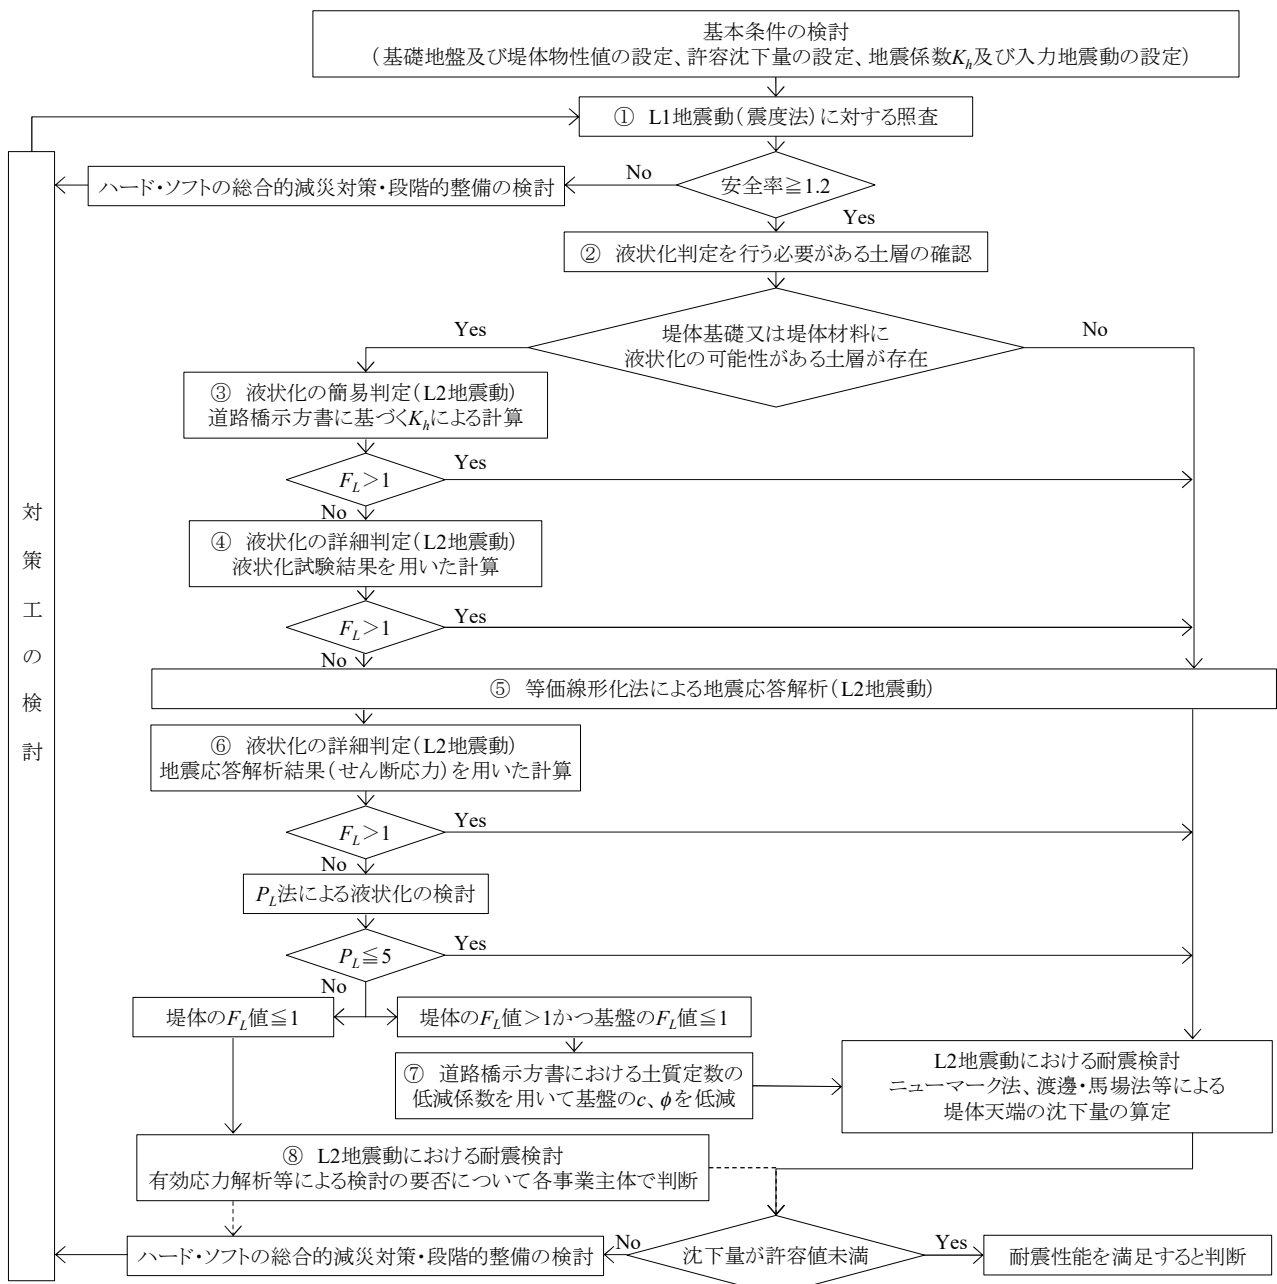 基本条件の検討
(基礎地盤及び堤体物性値の設定、許容沈下量の設定、地震係数Kh及び入力地震動の設定)
① L1地震動(震度法)に対する照査
安全率≧1.2
No
Yes
ハード・ソフトの総合的減災対策・段階的整備の検討
② 液状化判定を行う必要がある土層の確認
堤体基礎又は堤体材料に
液状化の可能性がある土層が存在
Yes
No
③ 液状化の簡易判定(L2地震動)
道路橋示方書に基づくKhによる計算
FL>1
Yes
No
④ 液状化の詳細判定(L2地震動)
液状化試験結果を用いた計算
FL>1
Yes
No
⑤ 等価線形化法による地震応答解析(L2地震動)
⑥ 液状化の詳細判定(L2地震動)
地震応答解析結果(せん断応力)を用いた計算
FL>1
Yes
No
PL法による液状化の検討
PL≦5
Yes
No
堤体のFL値≦1
堤体のFL値>1かつ基盤のFL値≦1
⑦ 道路橋示方書における土質定数の
低減係数を用いて基盤のc、ϕを低減
L2地震動における耐震検討
ニューマーク法、渡邊・馬場法等による
堤体天端の沈下量の算定
⑧ L2地震動における耐震検討
有効応力解析等による検討の要否について各事業主体で判断
沈下量が許容値未満
No
Yes
ハード・ソフトの総合的減災対策・段階的整備の検討
耐震性能を満足すると判断
対策工の検討